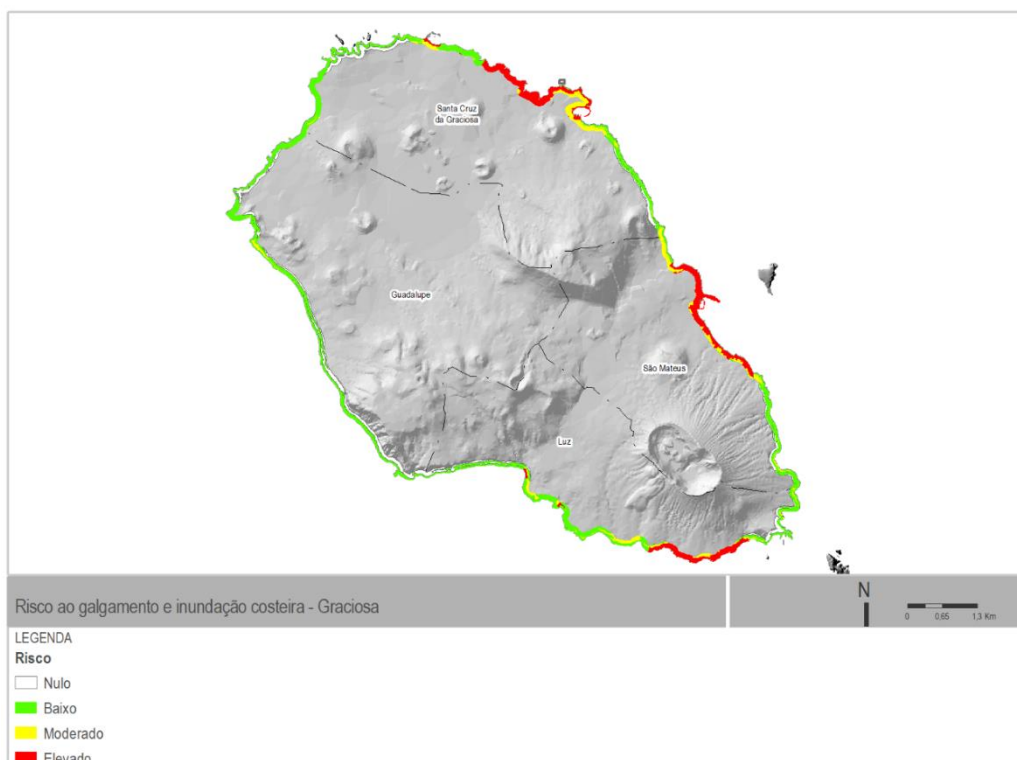 Santa Cruz
da Graciosa
Guadalupe
São Mateus
Luz
Risco ao galgamento e inundação costeira - Graciosa
N
0 0,65 1,3 Km
LEGENDA
Risco
Nulo
Baixo
Moderado
Elevado